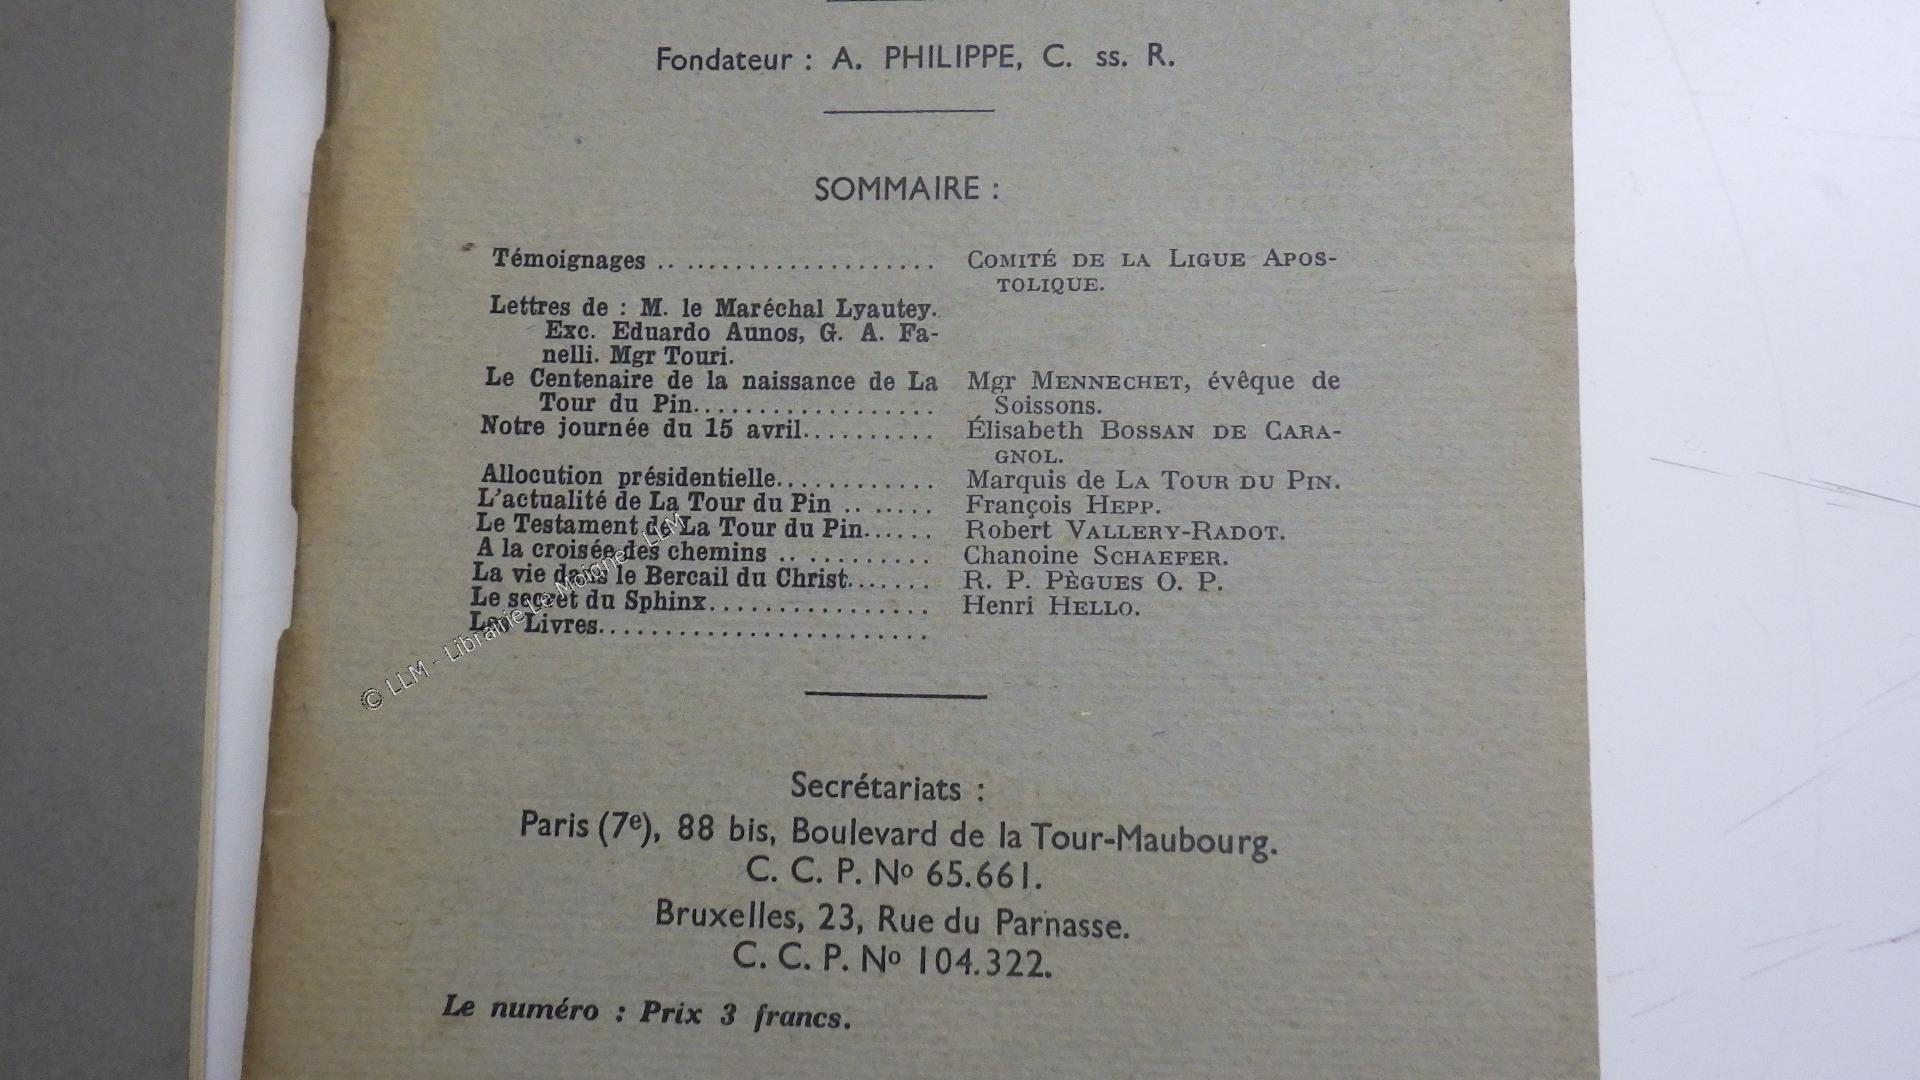 Fondateur : A. PHILIPPE, C. ss. R.
SOMMAIRE :
Témoignages .. ................... COMITÉ DE LA LIGUE APOS-
TOLIQUE.
Lettres de : M. le Maréchal Lyautey.
Exc. Eduardo Aunos, G. A. Fa-
nelli. Mgr Touri.
Le Centenaire de la naissance de La
Tour du Pin................... Mgr MENNECHET, évêque de
Soissons.
Notre journée du 15 avril.......... Élisabeth BOSSAN DE CARA-
GNOL.
Allocution présidentielle............ Marquis de LA TOUR DU PIN.
L'actualité de La Tour du Pin .. ...... François HEPP.
Le Testament de La Tour du Pin...... Robert VALLERY-RADOT.
A la croisée des chemins .. .......... Chanoine SCHAEFER.
La vie dans le Bercail du Christ....... R. P. PÈGUES O. P.
Le secret du Sphinx................. Henri HELLO.
Les Livres.........................
© LLM - Librairie Le Moigne - LLM
Secrétariats :
Paris (7e), 88 bis, Boulevard de la Tour-Maubourg.
C. C. P. No 65.661.
Bruxelles, 23, Rue du Parnasse.
C. C. P. No 104.322.
Le numéro : Prix 3 francs.